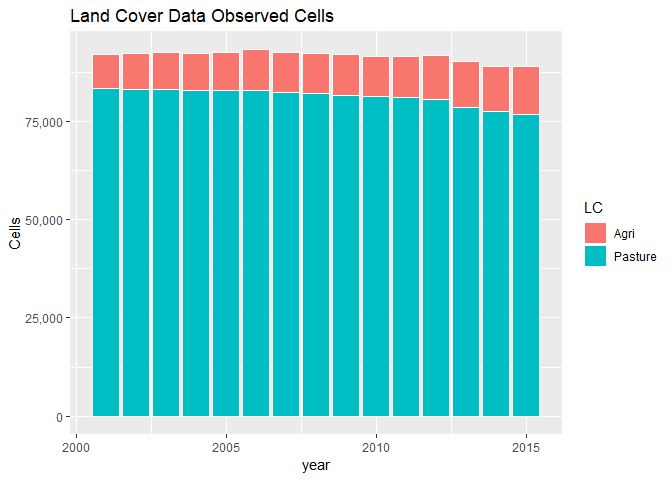 Land Cover Data Observed Cells
Cells
75,000
50,000
25,000
0
2000 2005 2010 2015
year
LC
Agri
Pasture